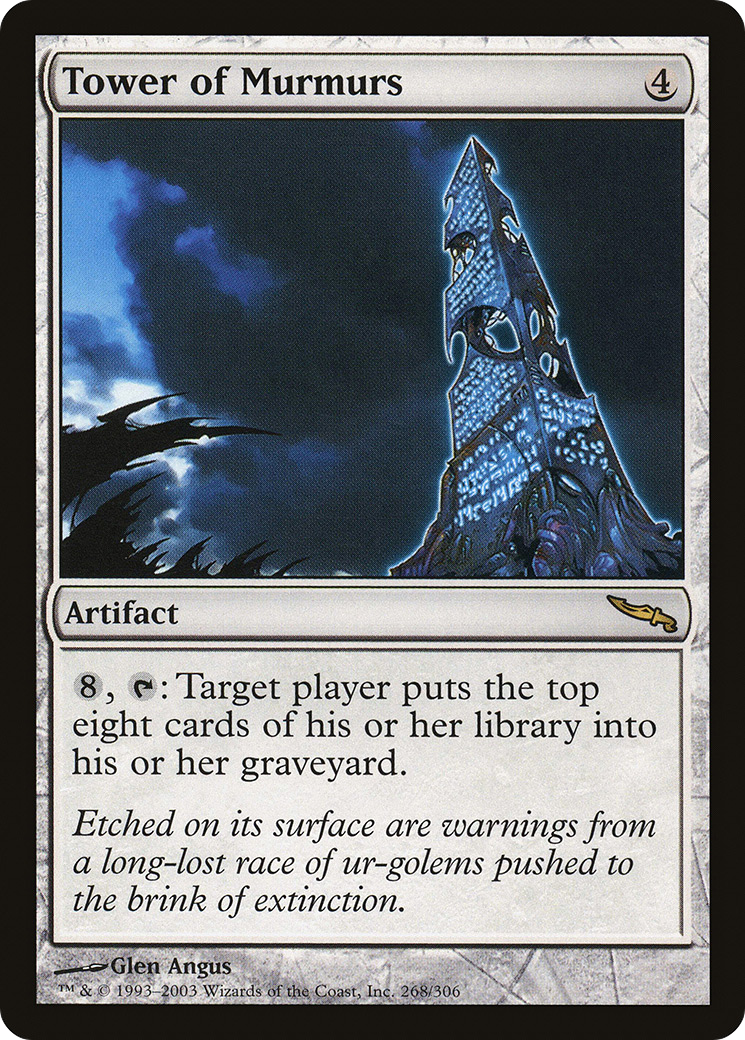 Tower of Murmurs 4
Artifact
8, : Target player puts the top
eight cards of his or her library into
his or her graveyard.
Etched on its surface are warnings from
a long-lost race of ur-golems pushed to
the brink of extinction.
Glen Angus
™ & © 1993–2003 Wizards of the Coast, Inc. 268/306